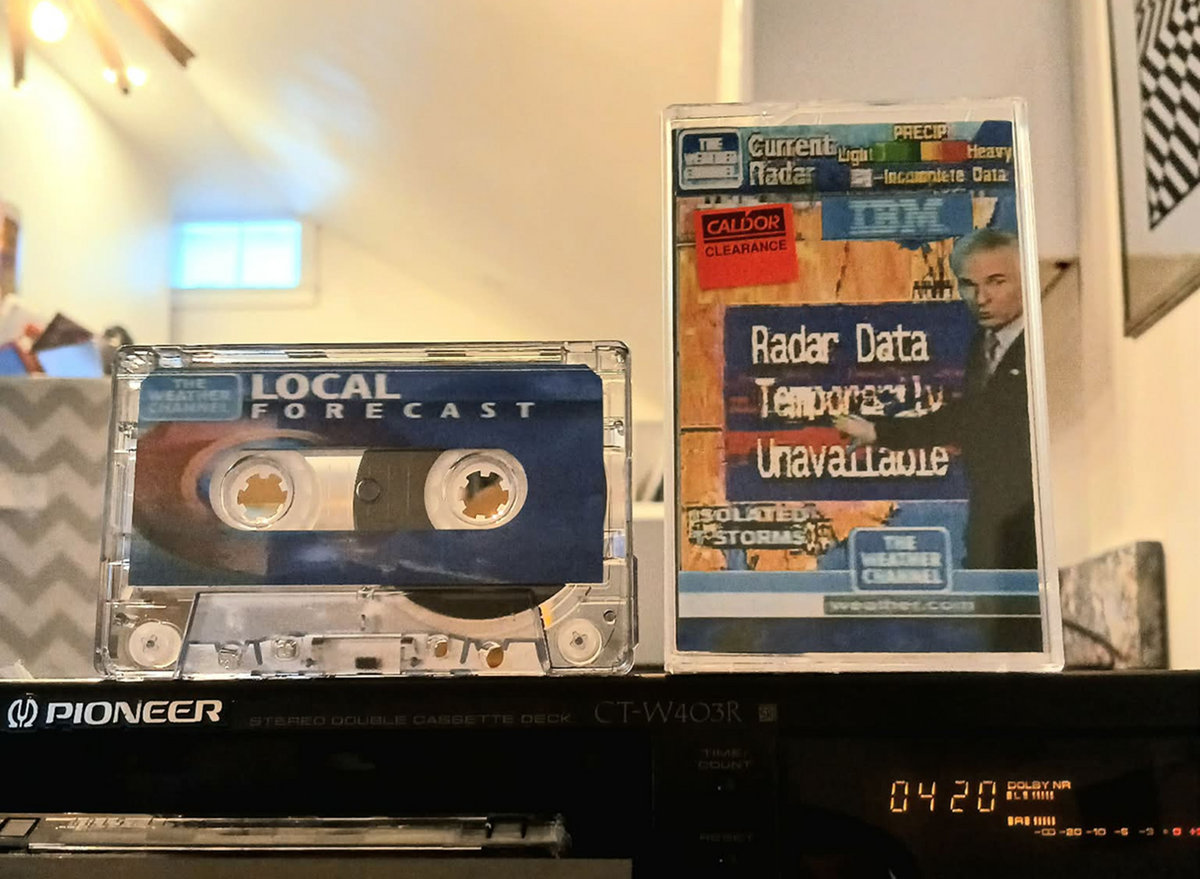 THE
WEATHER
CHANNEL
LOCAL
FORECAST
THE
WEATHER
CHANNEL
Current
Radar
PRECIP
Light
Heavy
-Incomplete Data
CALDOR
CLEARANCE
IBM
Radar Data
Temporarily
Unavailable
ISOLATED
T-STORMS
THE
WEATHER
CHANNEL
weather.com
PIONEER
STEREO DOUBLE CASSETTE DECK
CT-W403R
TIME/
COUNT
RESET
0420
DOLBY NR
-∞ -20 -10 -6 -3 0